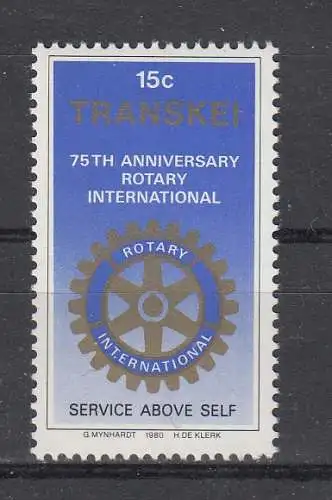 15c
TRANSKEI
75TH ANNIVERSARY
ROTARY
INTERNATIONAL
ROTARY
INTERNATIONAL
SERVICE ABOVE SELF
G. MYNHARDT 1980 H. DE KLERK